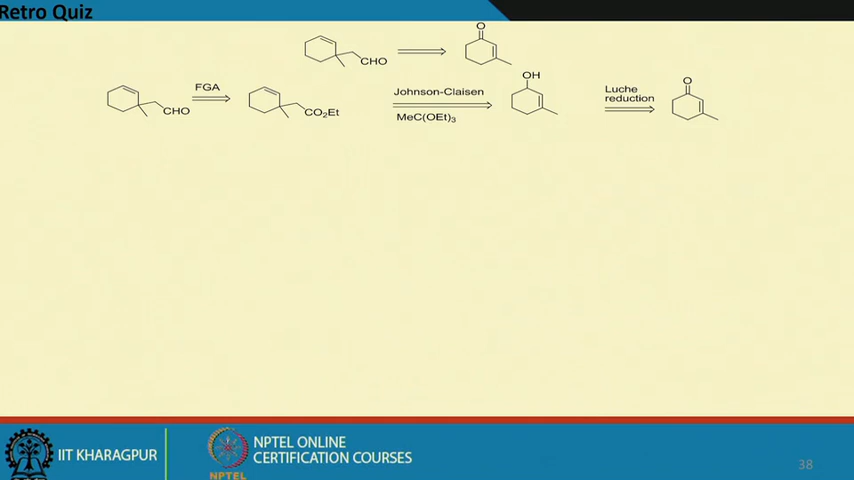 Retro Quiz
O
CHO
CHO
FGA
CO2Et
Johnson-Claisen
MeC(OEt)3
OH
Luche
reduction
O
IIT KHARAGPUR
NPTEL
NPTEL ONLINE
CERTIFICATION COURSES
38